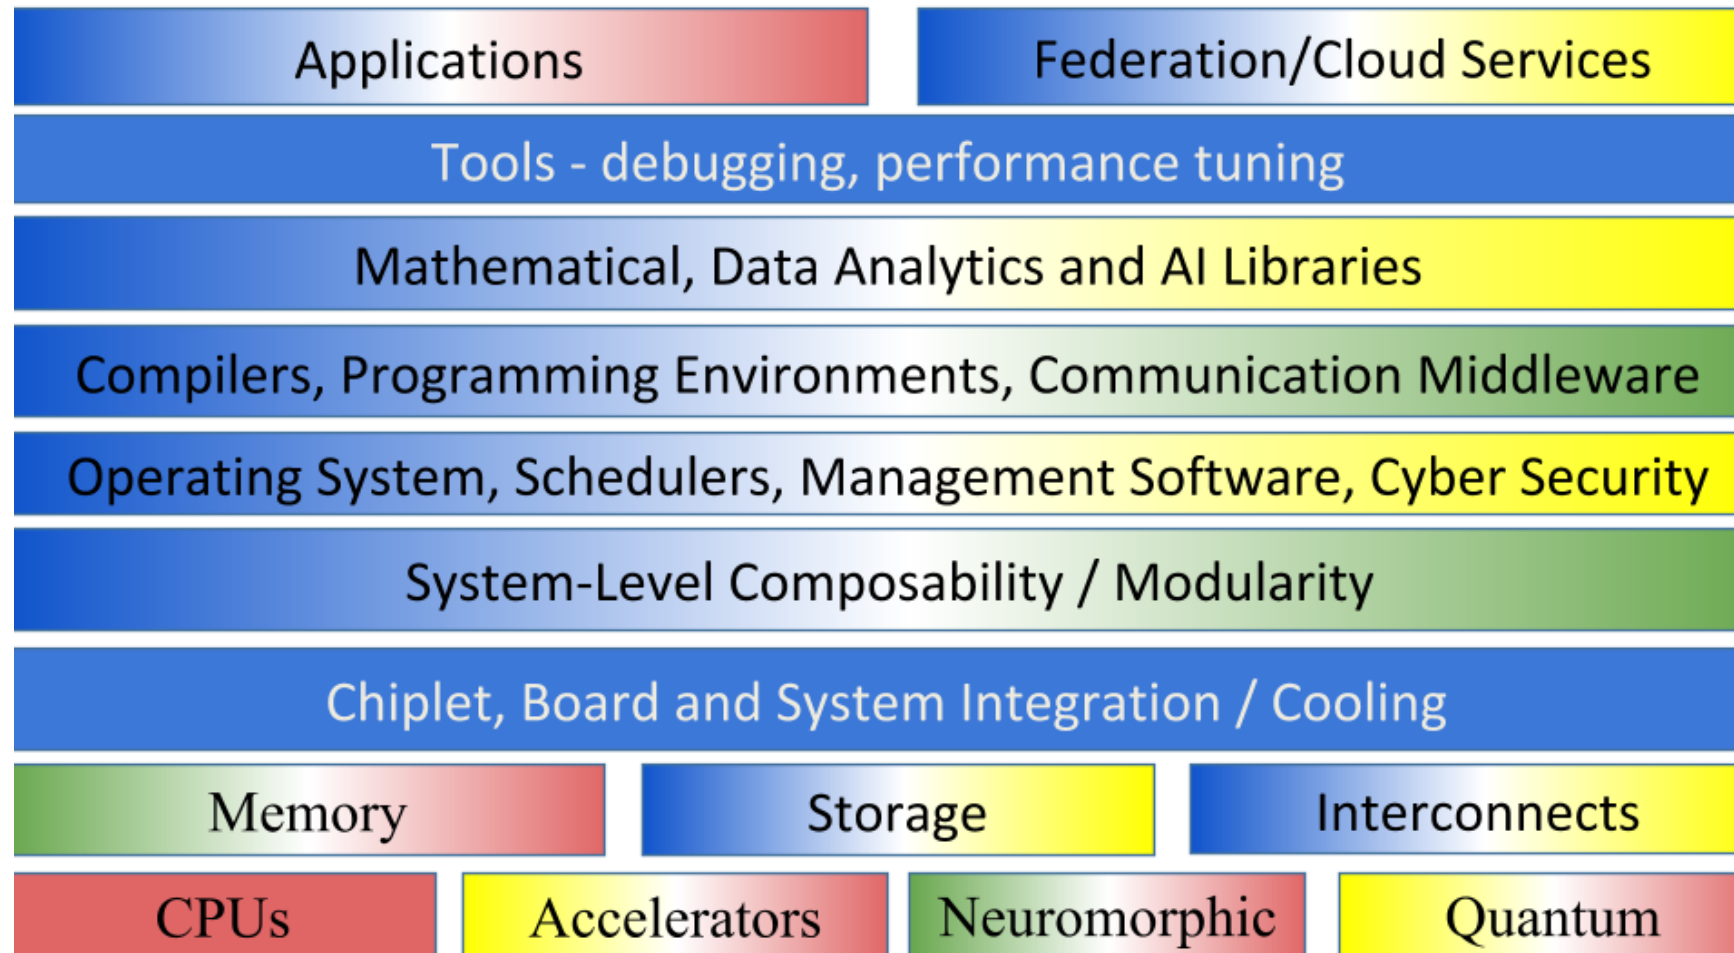 Applications
Federation/Cloud Services
Tools - debugging, performance tuning
Mathematical, Data Analytics and AI Libraries
Compilers, Programming Environments, Communication Middleware
Operating System, Schedulers, Management Software, Cyber Security
System-Level Composability / Modularity
Chiplet, Board and System Integration / Cooling
Memory
Storage
Interconnects
CPUs
Accelerators
Neuromorphic
Quantum